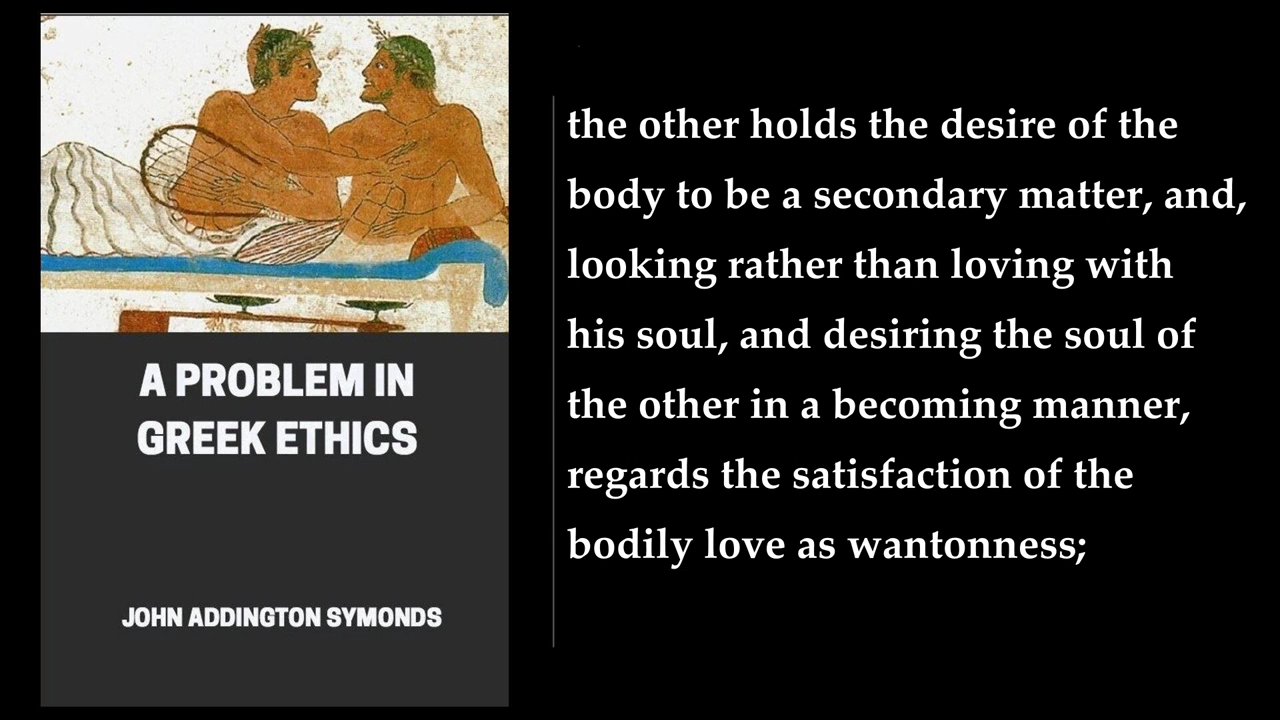 A PROBLEM IN
GREEK ETHICS
JOHN ADDINGTON SYMONDS
the other holds the desire of the
body to be a secondary matter, and,
looking rather than loving with
his soul, and desiring the soul of
the other in a becoming manner,
regards the satisfaction of the
bodily love as wantonness;